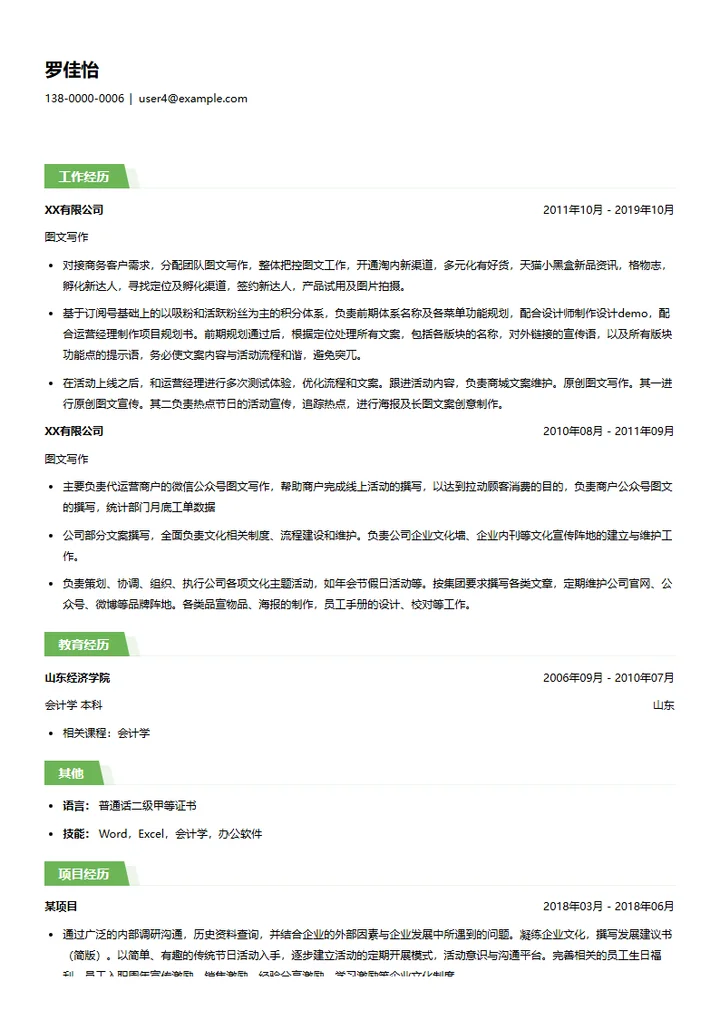 罗佳怡
138-0000-0006 | user4@example.com
工作经历
XX有限公司 2011年10月 - 2019年10月
图文写作
• 对接商务客户需求，分配团队图文写作，整体把控图文工作，开通淘内新渠道，多元化有好货，天猫小黑盒新品资讯，格物志，
孵化新达人，寻找定位及孵化渠道，签约新达人，产品试用及图片拍摄。
• 基于订阅号基础上的以吸粉和活跃粉丝为主的积分体系，负责前期体系名称及各菜单功能规划，配合设计师制作设计demo，配
合运营经理制作项目规划书。前期规划通过后，根据定位处理所有文案，包括各版块的名称，对外链接的宣传语，以及所有版块
功能点的提示语，务必使文案内容与活动流程和谐，避免突兀。
• 在活动上线之后，和运营经理进行多次测试体验，优化流程和文案。跟进活动内容，负责商城文案维护。原创图文写作。其一进
行原创图文宣传。其二负责热点节日的活动宣传，追踪热点，进行海报及长图文案创意制作。
XX有限公司 2010年08月 - 2011年09月
图文写作
• 主要负责代运营商户的微信公众号图文写作，帮助商户完成线上活动的撰写，以达到拉动顾客消费的目的，负责商户公众号图文
的撰写，统计部门月底工单数据
• 公司部分文案撰写，全面负责文化相关制度、流程建设和维护。负责公司企业文化墙、企业内刊等文化宣传阵地的建立与维护工
作。
• 负责策划、协调、组织、执行公司各项文化主题活动，如年会节假日活动等。按集团要求撰写各类文章，定期维护公司官网、公
众号、微博等品牌阵地。各类品宣物品、海报的制作，员工手册的设计、校对等工作。
教育经历
山东经济学院 2006年09月 - 2010年07月
会计学 本科 山东
• 相关课程：会计学
其他
• 语言： 普通话二级甲等证书
• 技能： Word，Excel，会计学，办公软件
项目经历
某项目 2018年03月 - 2018年06月
• 通过广泛的内部调研沟通，历史资料查询，并结合企业的外部因素与企业发展中所遇到的问题。凝练企业文化，撰写发展建议书
（简版）。以简单、有趣的传统节日活动入手，逐步建立活动的定期开展模式，活动意识与沟通平台。完善相关的员工生日福
利、员工入职周年宣传激励、销售激励、经验分享激励、学习激励等企业文化制度。